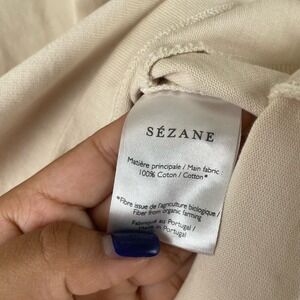 SÉZANE
Matière principale / Main fabric
100% Coton / Cotton*
*Fibre issue de l'agriculture biologique /
Fiber from organic farming
Fabriqué au Portugal /
Made in Portugal